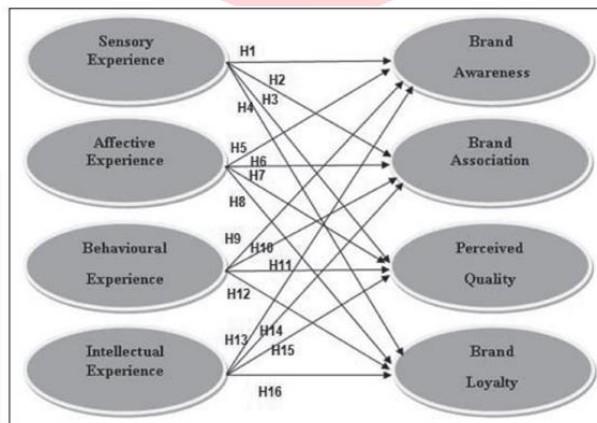 Sensory
Experience
Brand
Awareness
H1
H2
H3
H4
Affective
Experience
Brand
Association
H5
H6
H7
H8
Behavioural
Experience
Perceived
Quality
H9
H10
H11
H12
Intellectual
Experience
Brand
Loyalty
H13
H14
H15
H16